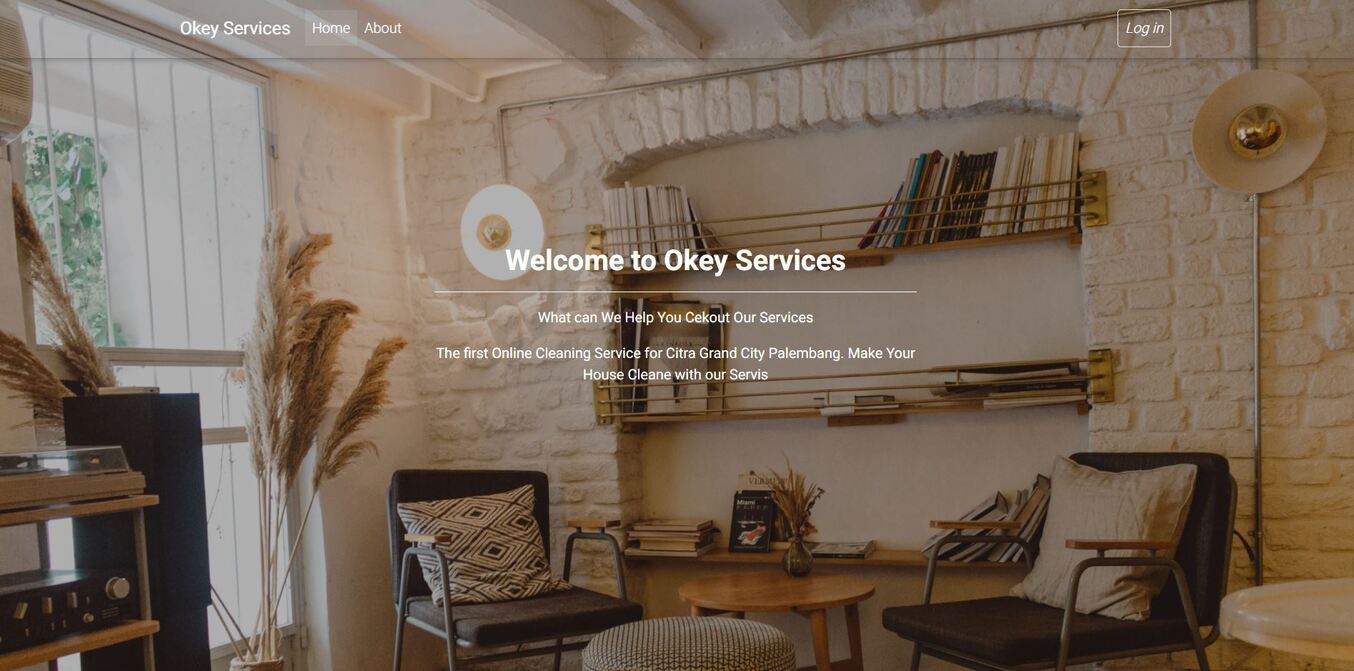 Okey Services Home About Log in
Welcome to Okey Services
What can We Help You Cekout Our Services
The first Online Cleaning Service for Citra Grand City Palembang. Make Your
House Cleane with our Servis
Miami